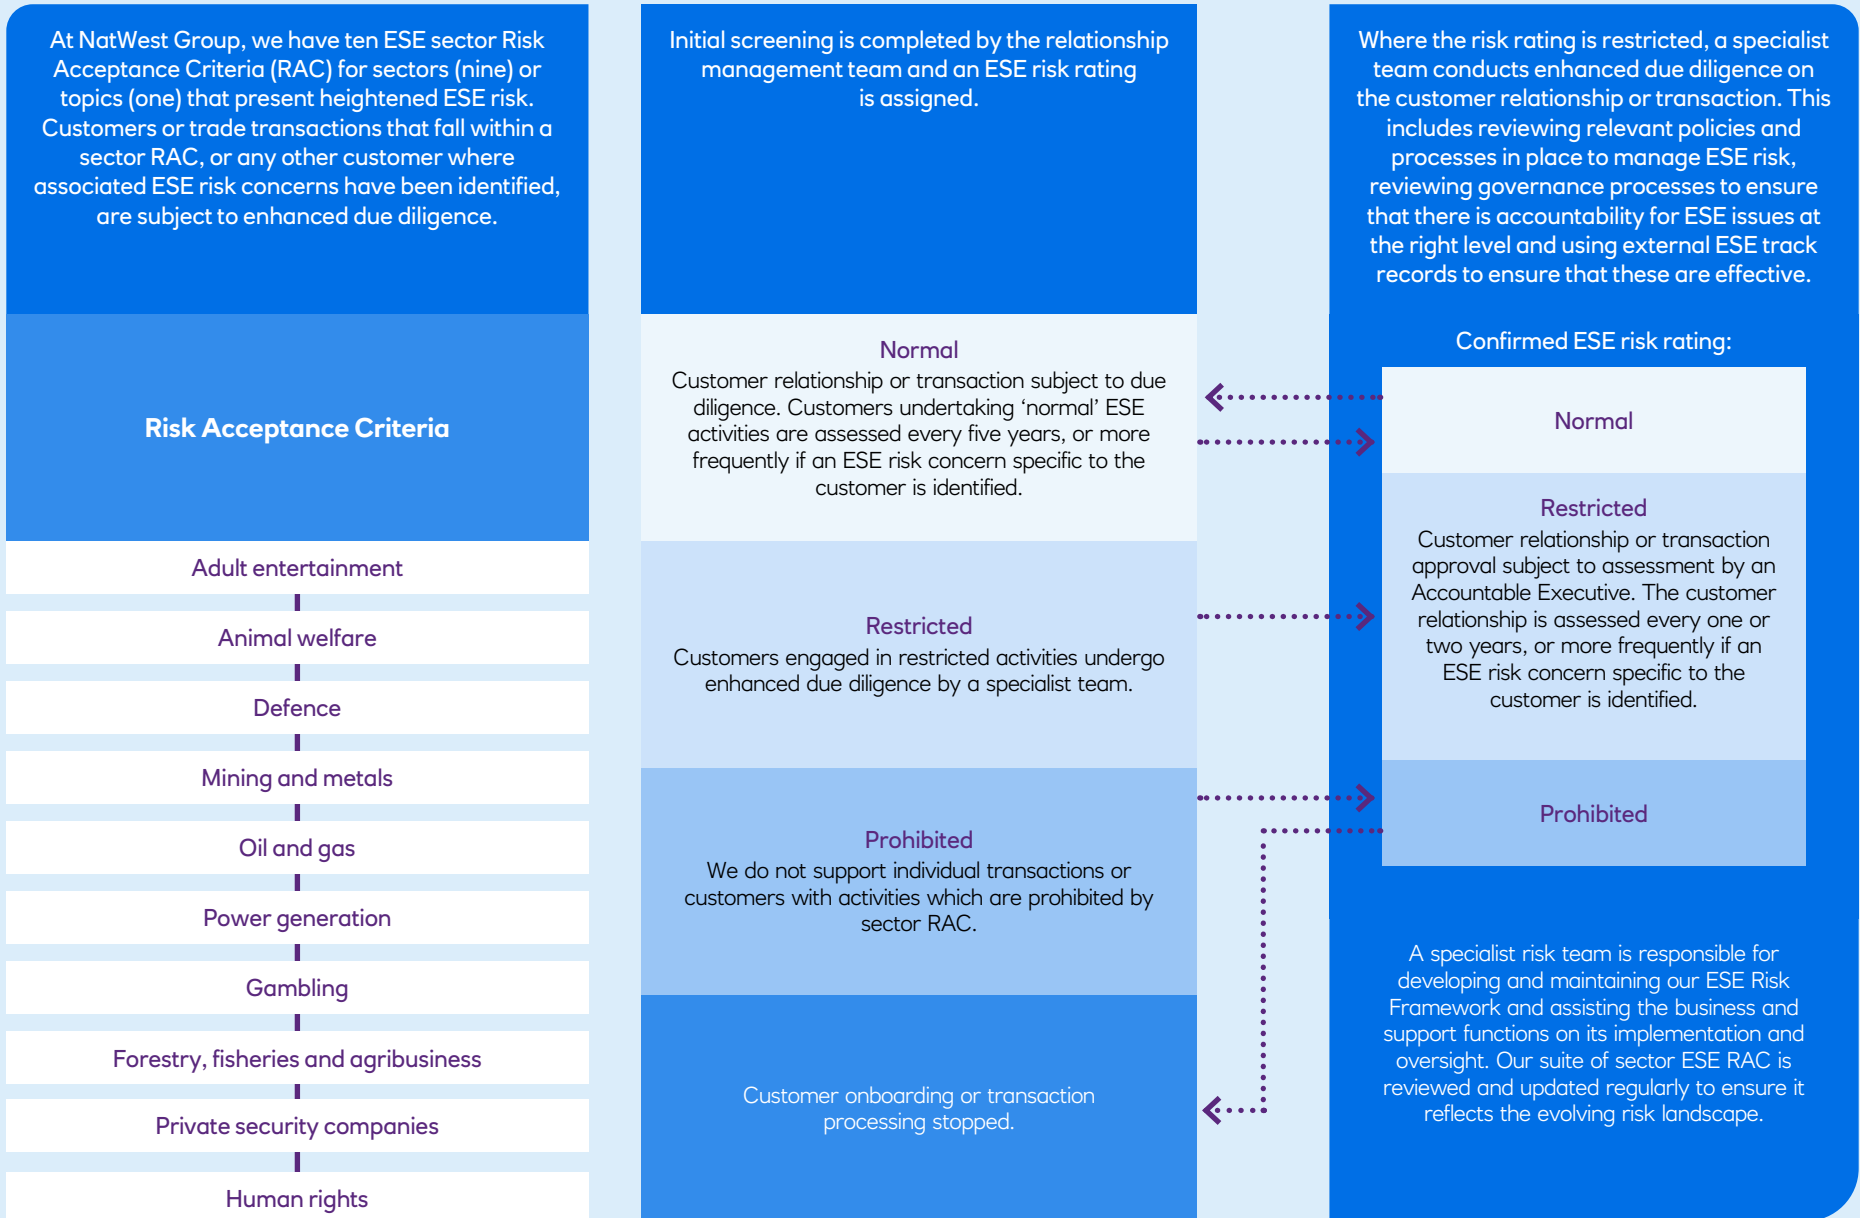 At NatWest Group, we have ten ESE sector Risk
Acceptance Criteria (RAC) for sectors (nine) or
topics (one) that present heightened ESE risk.
Customers or trade transactions that fall within a
sector RAC, or any other customer where
associated ESE risk concerns have been identified,
are subject to enhanced due diligence.
Risk Acceptance Criteria
Adult entertainment
Animal welfare
Defence
Mining and metals
Oil and gas
Power generation
Gambling
Forestry, fisheries and agribusiness
Private security companies
Human rights
Initial screening is completed by the relationship
management team and an ESE risk rating
is assigned.
Normal
Customer relationship or transaction subject to due
diligence. Customers undertaking ‘normal’ ESE
activities are assessed every five years, or more
frequently if an ESE risk concern specific to the
customer is identified.
Restricted
Customers engaged in restricted activities undergo
enhanced due diligence by a specialist team.
Prohibited
We do not support individual transactions or
customers with activities which are prohibited by
sector RAC.
Customer onboarding or transaction
processing stopped.
Where the risk rating is restricted, a specialist
team conducts enhanced due diligence on
the customer relationship or transaction. This
includes reviewing relevant policies and
processes in place to manage ESE risk,
reviewing governance processes to ensure
that there is accountability for ESE issues at
the right level and using external ESE track
records to ensure that these are effective.
Confirmed ESE risk rating:
Normal
Restricted
Customer relationship or transaction
approval subject to assessment by an
Accountable Executive. The customer
relationship is assessed every one or
two years, or more frequently if an
ESE risk concern specific to the
customer is identified.
Prohibited
A specialist risk team is responsible for
developing and maintaining our ESE Risk
Framework and assisting the business and
support functions on its implementation and
oversight. Our suite of sector ESE RAC is
reviewed and updated regularly to ensure it
reflects the evolving risk landscape.